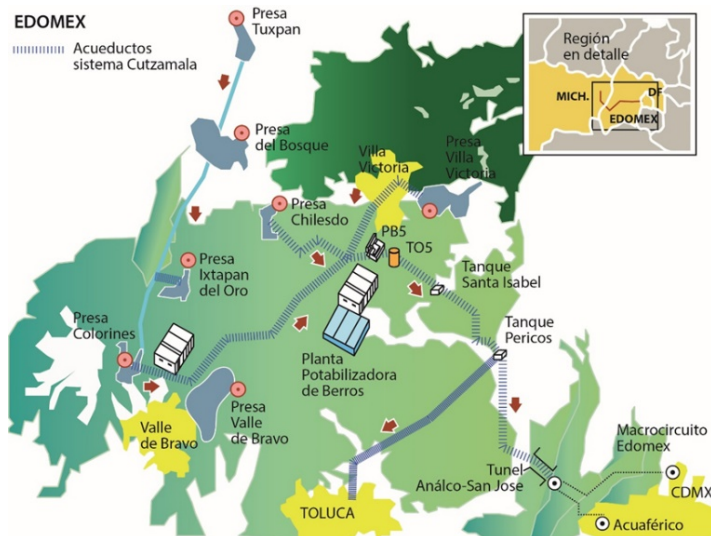 EDOMEX
Acueductos
sistema Cutzamala
Presa
Tuxpan
Región
en detalle
MICH.
DF
EDOMEX
Presa
del Bosque
Villa
Victoria
Presa Villa
Victoria
Presa
Chilesdo
PB5
TO5
Presa
Ixtapan
del Oro
Tanque
Santa Isabel
Presa
Colorines
Tanque
Pericos
Planta
Potabilizadora
de Berros
Presa
Valle
de Bravo
Valle
de Bravo
Macrocircuito
Edomex
Tunel
Análco-San Jose
CDMX
TOLUCA
Acuaférico